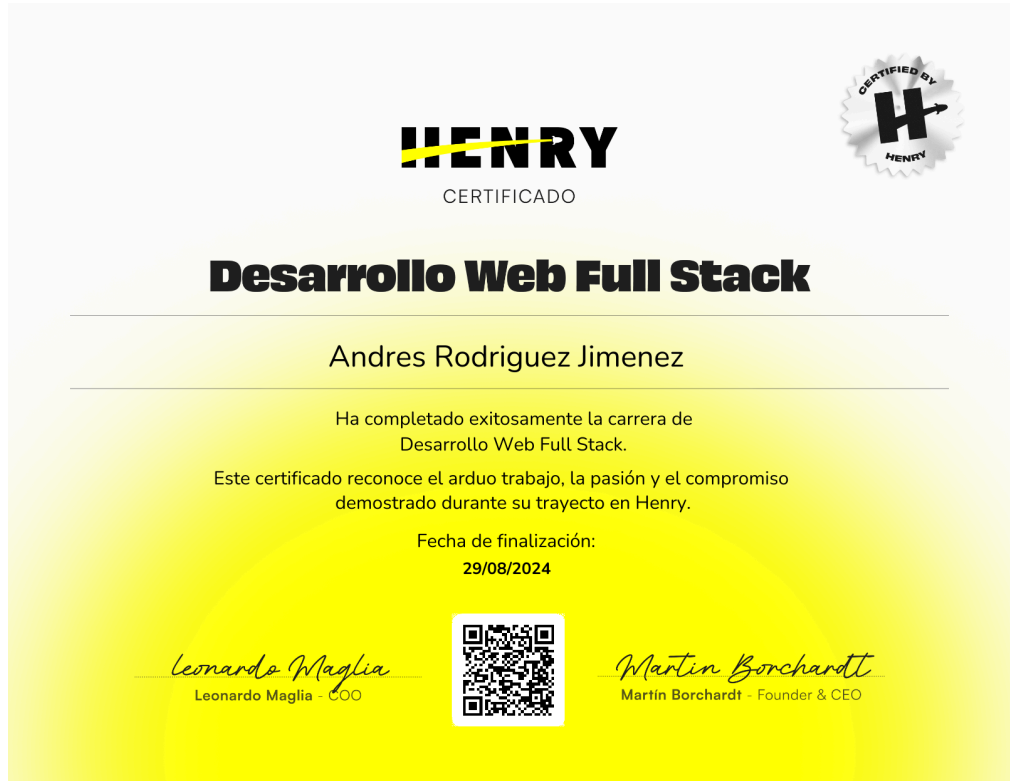 CERTIFIED BY
H
HENRY
HENRY
CERTIFICADO
Desarrollo Web Full Stack
Andres Rodriguez Jimenez
Ha completado exitosamente la carrera de
Desarrollo Web Full Stack.
Este certificado reconoce el arduo trabajo, la pasión y el compromiso
demostrado durante su trayecto en Henry.
Fecha de finalización:
29/08/2024
Leonardo Maglia
Leonardo Maglia - COO
Martin Borchardt
Martín Borchardt - Founder & CEO